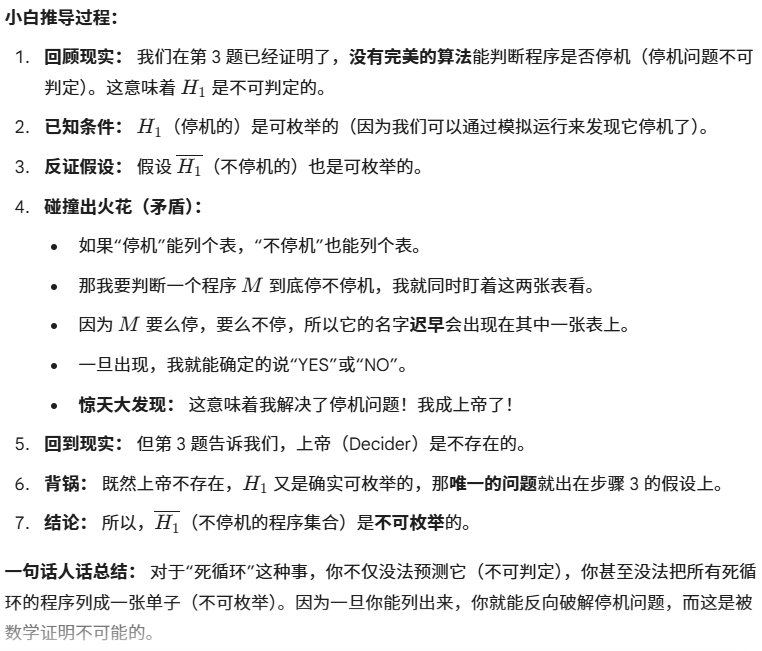 小白推导过程：
1. 回顾现实： 我们在第 3 题已经证明了，没有完美的算法能判断程序是否停机（停机问题不可
判定）。这意味着 H₁ 是不可判定的。
2. 已知条件： H₁（停机的）是可枚举的（因为我们可以通过模拟运行来发现它停机了）。
3. 反证假设： 假设 H̅₁̅（不停机的）也是可枚举的。
4. 碰撞出火花（矛盾）：
• 如果“停机”能列个表，“不停机”也能列个表。
• 那我要判断一个程序 M 到底停不停机，我就同时盯着这两张表看。
• 因为 M 要么停，要么不停，所以它的名字迟早会出现在其中一张表上。
• 一旦出现，我就能确定的说“YES”或“NO”。
• 惊天大发现： 这意味着我解决了停机问题！我成上帝了！
5. 回到现实： 但第 3 题告诉我们，上帝（Decider）是不存在的。
6. 背锅： 既然上帝不存在，H₁ 又是确实可枚举的，那唯一的问题就出在步骤 3 的假设上。
7. 结论： 所以，H̅₁̅（不停机的程序集合）是不可枚举的。
一句话人话总结： 对于“死循环”这种事，你不仅没法预测它（不可判定），你甚至没法把所有死循
环的程序列成一张单子（不可枚举）。因为一旦你能列出来，你就能反向破解停机问题，而这是被
数学证明不可能的。